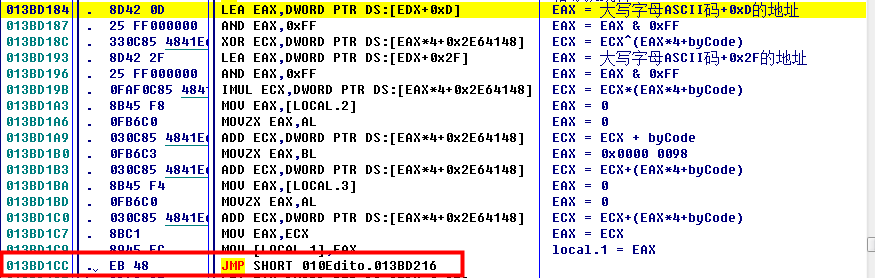 013BD184 . 8D42 0D LEA EAX,DWORD PTR DS:[EDX+0xD] EAX = 大写字母ASCII码+0xD的地址
013BD187 . 25 FF000000 AND EAX,0xFF EAX = EAX & 0xFF
013BD18C . 330C85 4841E XOR ECX,DWORD PTR DS:[EAX*4+0x2E64148] ECX = ECX^(EAX*4+byCode)
013BD193 . 8D42 2F LEA EAX,DWORD PTR DS:[EDX+0x2F] EAX = 大写字母ASCII码+0x2F的地址
013BD196 . 25 FF000000 AND EAX,0xFF EAX = EAX & 0xFF
013BD19B . 0FAF0C85 484 IMUL ECX,DWORD PTR DS:[EAX*4+0x2E64148] ECX = ECX*(EAX*4+byCode)
013BD1A3 . 8B45 F8 MOV EAX,[LOCAL.2] EAX = 0
013BD1A6 . 0FB6C0 MOVZX EAX,AL EAX = 0
013BD1A9 . 030C85 4841E ADD ECX,DWORD PTR DS:[EAX*4+0x2E64148] ECX = ECX + byCode
013BD1B0 . 0FB6C3 MOVZX EAX,BL EAX = 0x0000 0098
013BD1B3 . 030C85 4841E ADD ECX,DWORD PTR DS:[EAX*4+0x2E64148] ECX = ECX+(EAX*4+byCode)
013BD1BA . 8B45 F4 MOV EAX,[LOCAL.3] EAX = 0
013BD1BD . 0FB6C0 MOVZX EAX,AL EAX = 0
013BD1C0 . 030C85 4841E ADD ECX,DWORD PTR DS:[EAX*4+0x2E64148] ECX = ECX+(EAX*4+byCode)
013BD1C7 . 8BC1 MOV EAX,ECX EAX = ECX
013BD1C9 . 8945 FC MOV [LOCAL.1],EAX local.1 = EAX
013BD1CC . EB 48 JMP SHORT 010Edito.013BD216